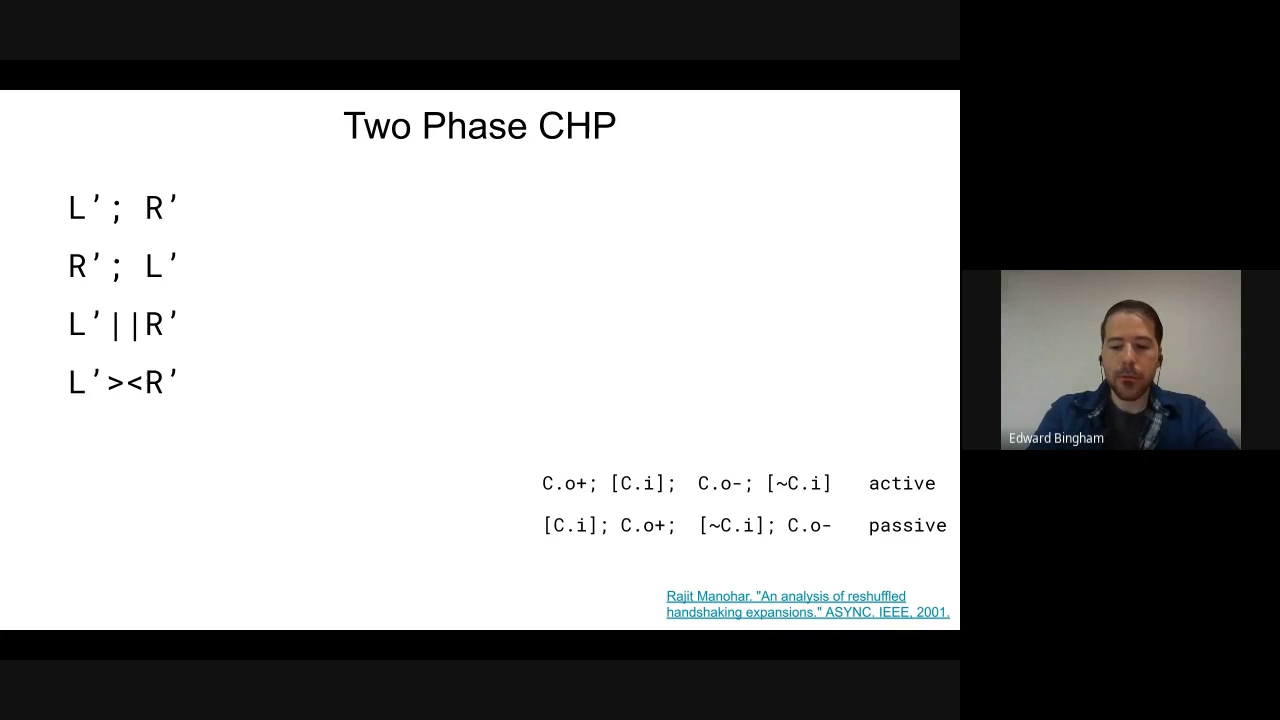 Two Phase CHP
L’; R’
R’; L’
L’||R’
L’><R’
C.o+; [C.i]; C.o-; [~C.i] active
[C.i]; C.o+; [~C.i]; C.o- passive
Rajit Manohar. "An analysis of reshuffled
handshaking expansions." ASYNC. IEEE, 2001.
Edward Bingham